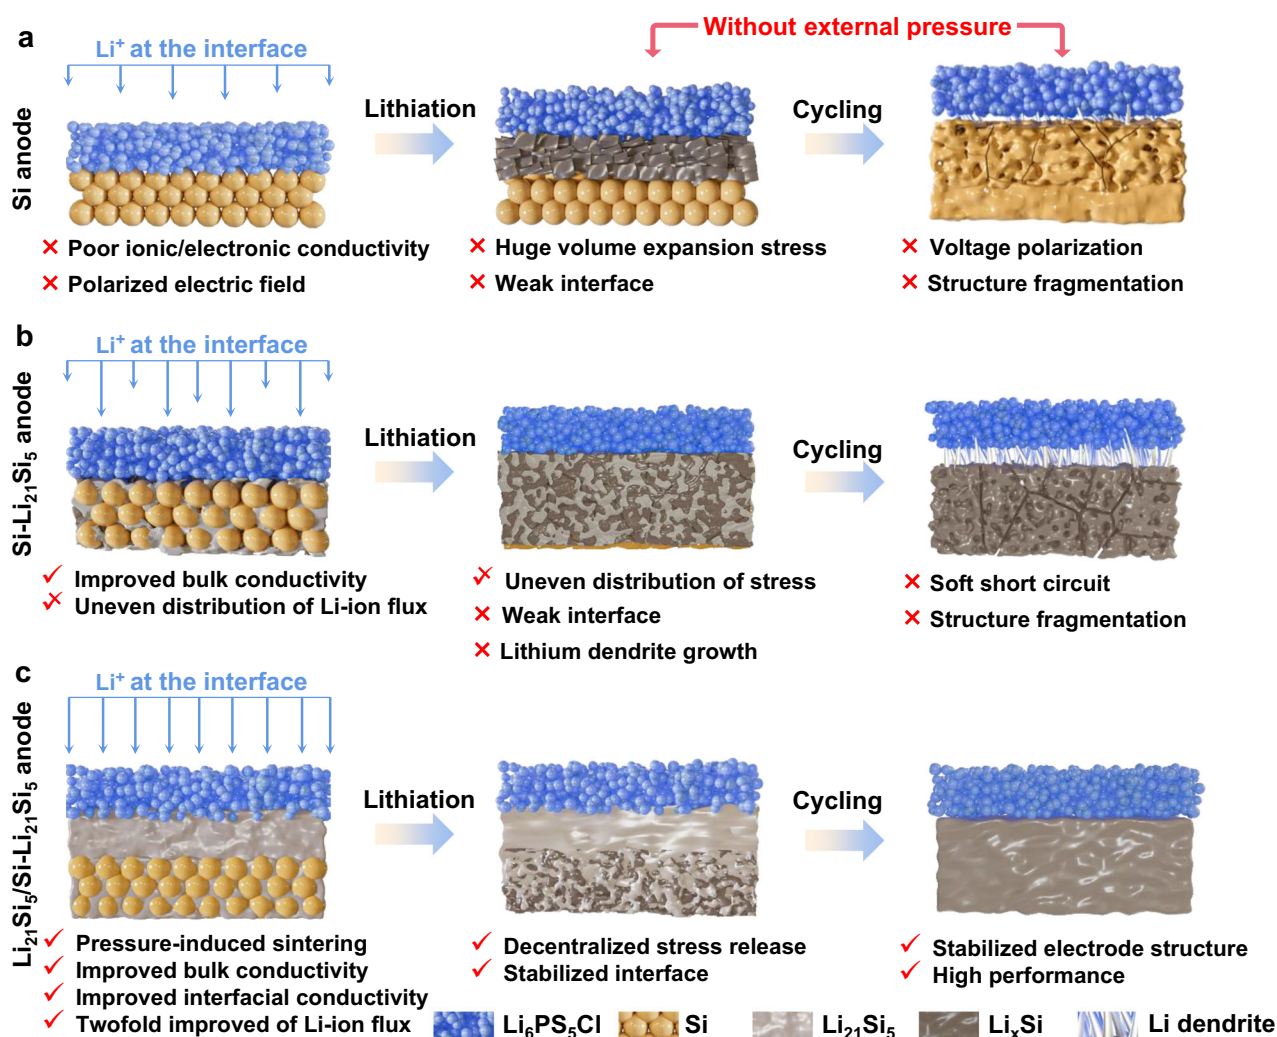 Without external pressure
a
Li⁺ at the interface
Si anode
Lithiation
Cycling
× Poor ionic/electronic conductivity
× Polarized electric field
× Huge volume expansion stress
× Weak interface
× Voltage polarization
× Structure fragmentation
b
Li⁺ at the interface
Si-Li₂₁Si₅ anode
Lithiation
Cycling
✓ Improved bulk conductivity
Uneven distribution of Li-ion flux
Uneven distribution of stress
× Weak interface
× Lithium dendrite growth
× Soft short circuit
× Structure fragmentation
c
Li⁺ at the interface
Li₂₁Si₅/Si-Li₂₁Si₅ anode
Lithiation
Cycling
✓ Pressure-induced sintering
✓ Improved bulk conductivity
✓ Improved interfacial conductivity
✓ Twofold improved of Li-ion flux
✓ Decentralized stress release
✓ Stabilized interface
✓ Stabilized electrode structure
✓ High performance
Li₆PS₅Cl
Si
Li₂₁Si₅
LiₓSi
Li dendrite